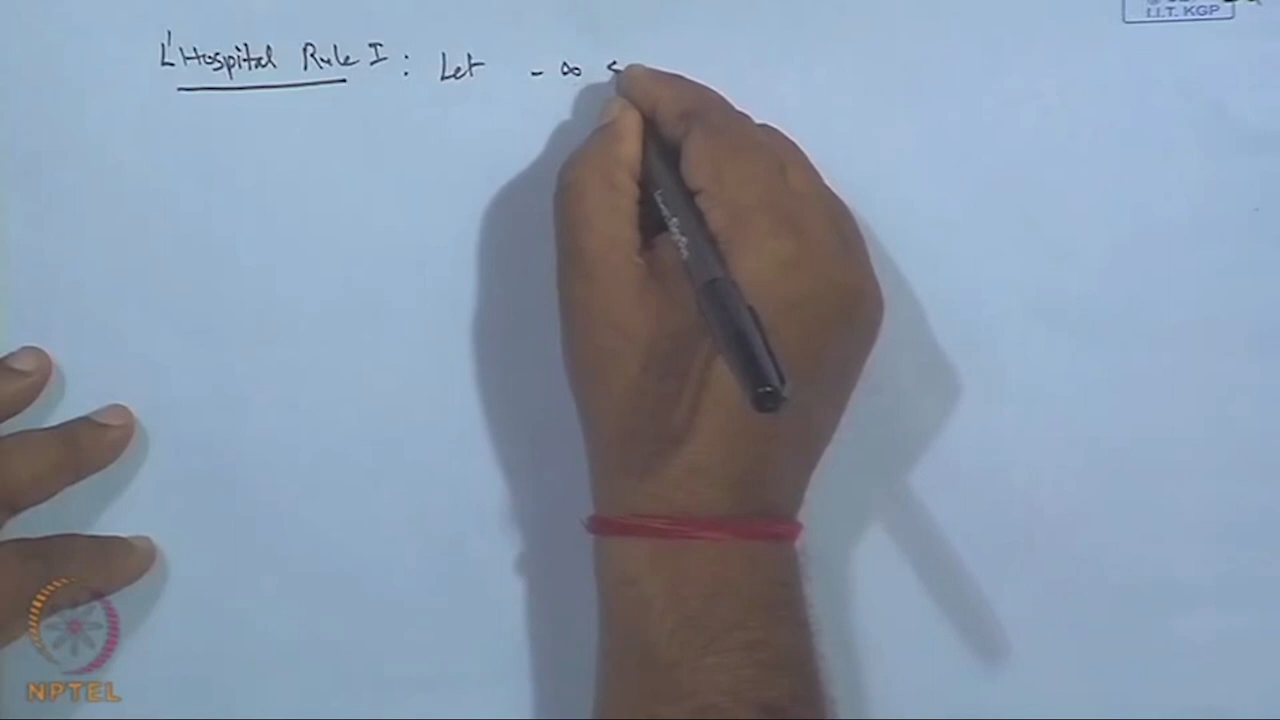 I.I.T. KGP
L'Hospital Rule I : Let - ∞ <
NPTEL